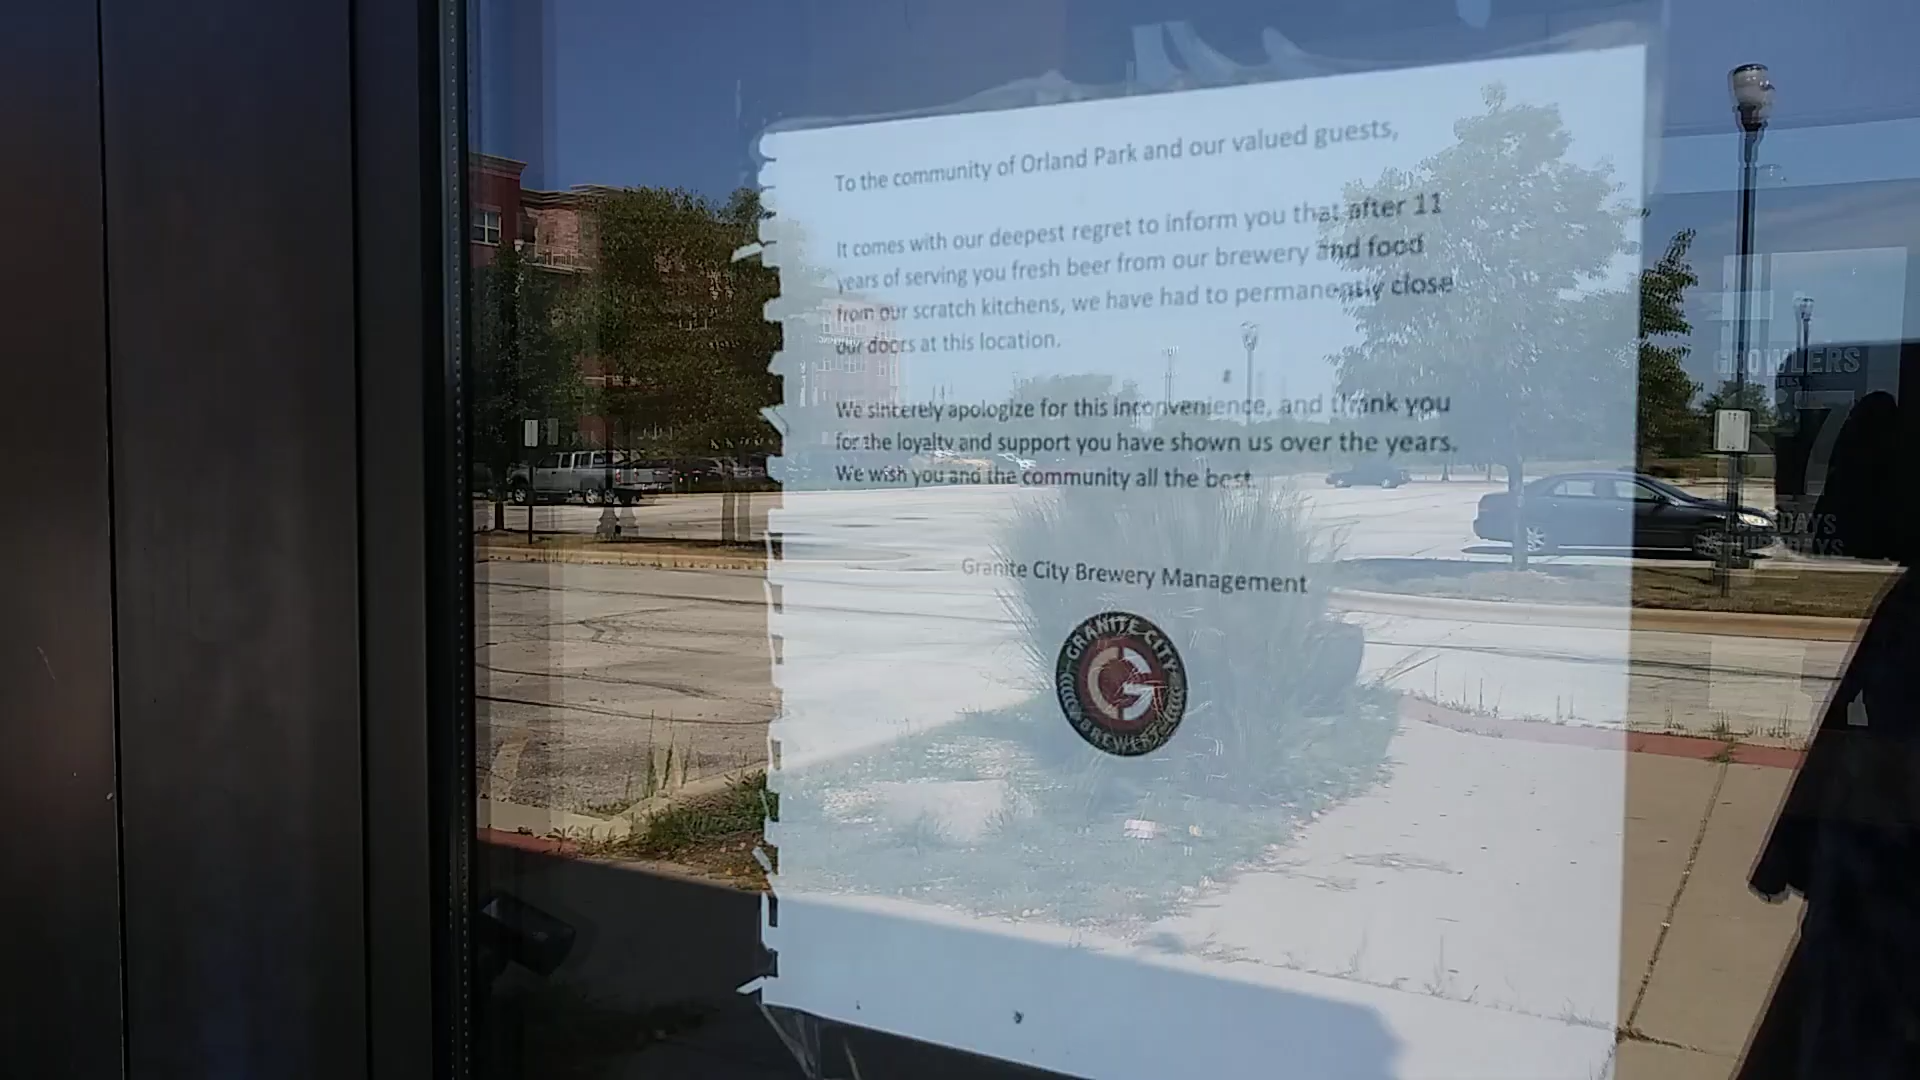 To the community of Orland Park and our valued guests,
It comes with our deepest regret to inform you that after 11
years of serving you fresh beer from our brewery and food
from our scratch kitchens, we have had to permanently close
our doors at this location.
We sincerely apologize for this inconvenience, and thank you
for the loyalty and support you have shown us over the years.
We wish you and the community all the best.
Granite City Brewery Management
GRANITE CITY
G
BREWERY
GROWLERS